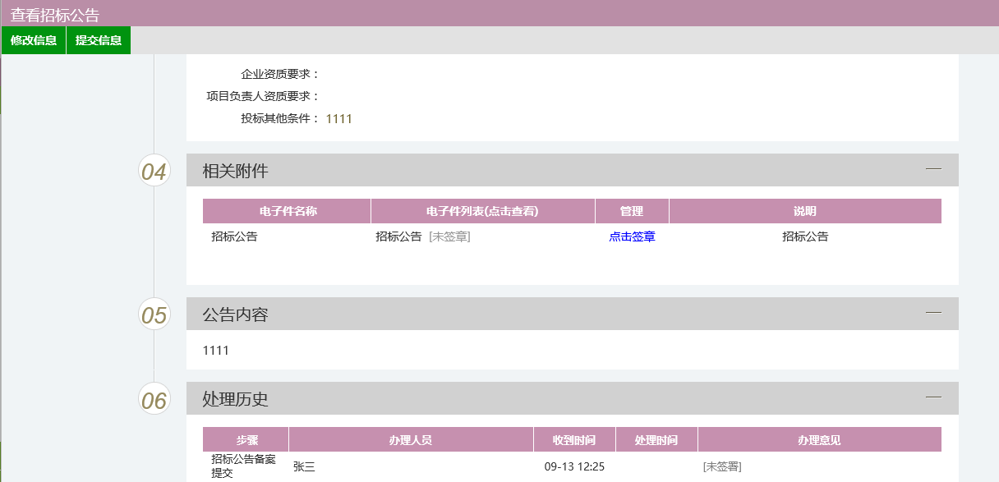 查看招标公告
修改信息 提交信息
企业资质要求：
项目负责人资质要求：
投标其他条件： 1111
04 相关附件
电子件名称 电子件列表(点击查看) 管理 说明
招标公告 招标公告 [未签章] 点击签章 招标公告
05 公告内容
1111
06 处理历史
步骤 办理人员 收到时间 处理时间 办理意见
招标公告备案
提交 张三 09-13 12:25 [未签署]